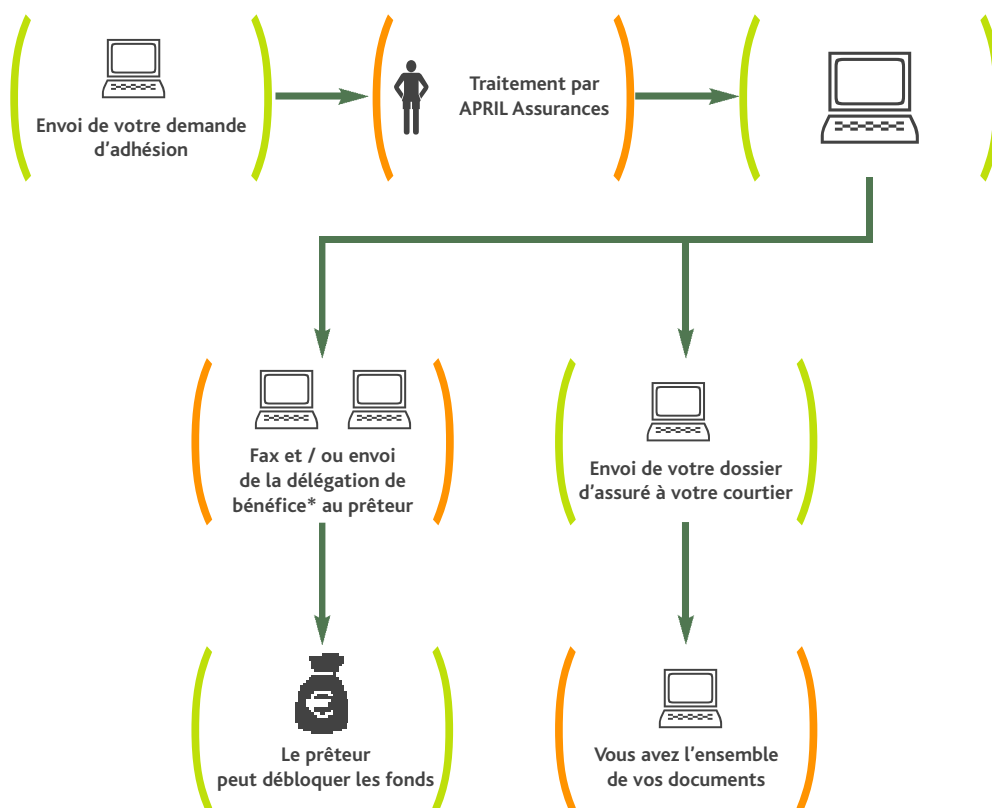 Envoi de votre demande
d'adhésion
Traitement par
APRIL Assurances
Fax et / ou envoi
de la délégation de
bénéfice* au prêteur
Envoi de votre dossier
d'assuré à votre courtier
Le prêteur
peut débloquer les fonds
Vous avez l'ensemble
de vos documents